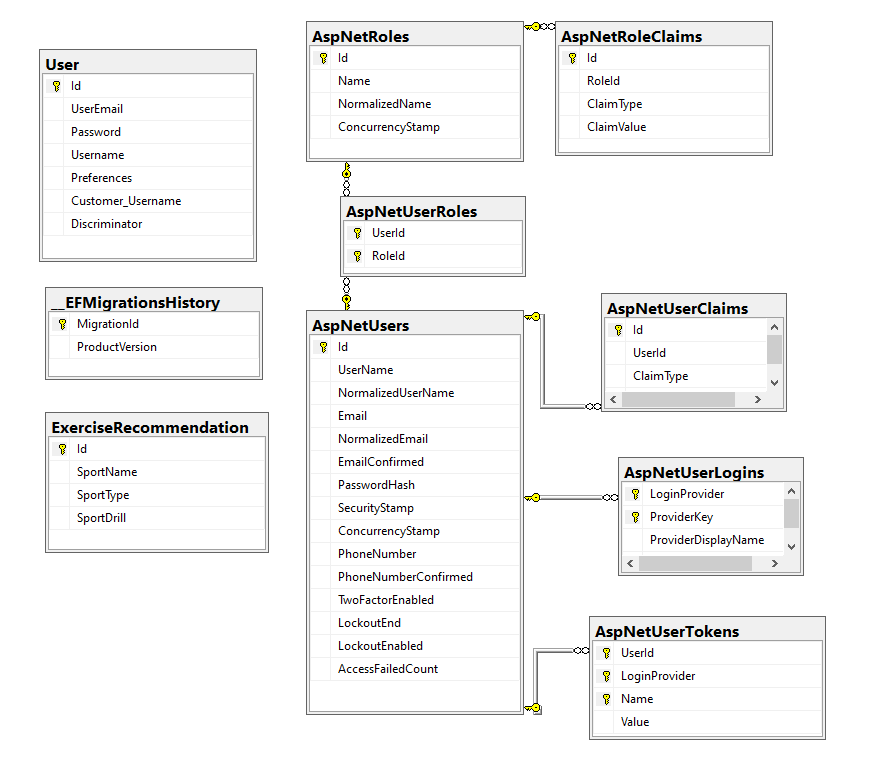 User
Id
UserEmail
Password
Username
Preferences
Customer_Username
Discriminator
__EFMigrationsHistory
MigrationId
ProductVersion
ExerciseRecommendation
Id
SportName
SportType
SportDrill
AspNetRoles
Id
Name
NormalizedName
ConcurrencyStamp
AspNetRoleClaims
Id
RoleId
ClaimType
ClaimValue
AspNetUserRoles
UserId
RoleId
AspNetUsers
Id
UserName
NormalizedUserName
Email
NormalizedEmail
EmailConfirmed
PasswordHash
SecurityStamp
ConcurrencyStamp
PhoneNumber
PhoneNumberConfirmed
TwoFactorEnabled
LockoutEnd
LockoutEnabled
AccessFailedCount
AspNetUserClaims
Id
UserId
ClaimType
AspNetUserLogins
LoginProvider
ProviderKey
ProviderDisplayName
AspNetUserTokens
UserId
LoginProvider
Name
Value